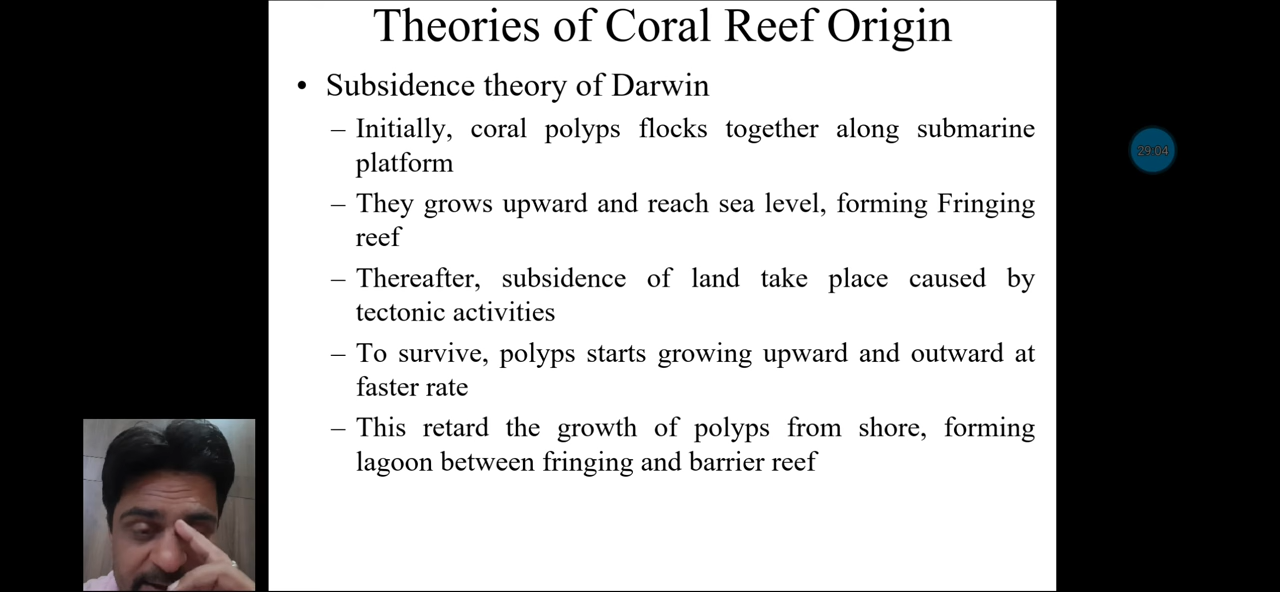 Theories of Coral Reef Origin
• Subsidence theory of Darwin
– Initially, coral polyps flocks together along submarine
platform
– They grows upward and reach sea level, forming Fringing
reef
– Thereafter, subsidence of land take place caused by
tectonic activities
– To survive, polyps starts growing upward and outward at
faster rate
– This retard the growth of polyps from shore, forming
lagoon between fringing and barrier reef
29:04